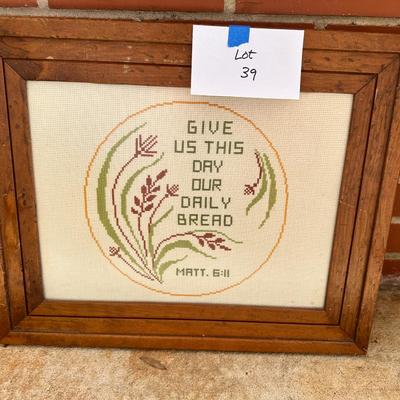 Lot
39
GIVE
US THIS
DAY
OUR
DAILY
BREAD
MATT. 6:11